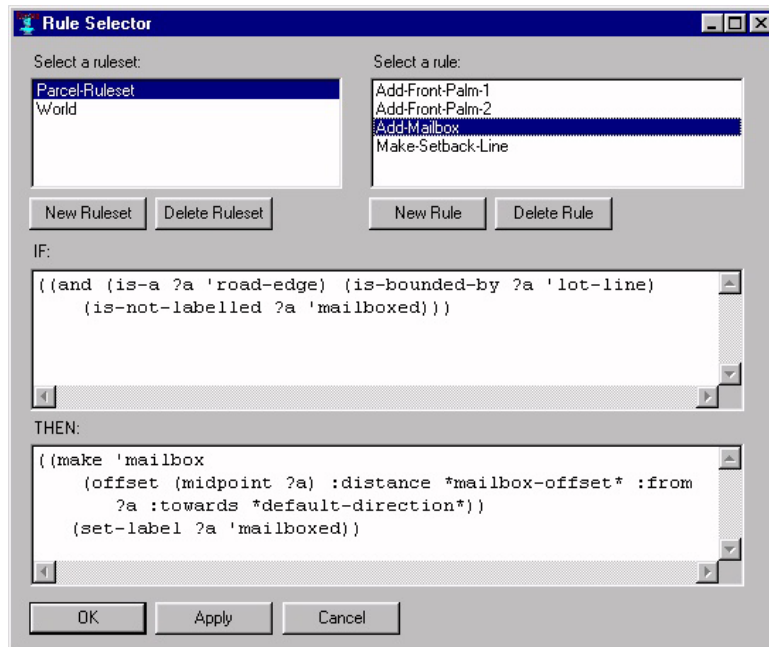 Rule Selector
Select a ruleset:
Parcel-Ruleset
World
New Ruleset
Delete Ruleset
Select a rule:
Add-Front-Palm-1
Add-Front-Palm-2
Add-Mailbox
Make-Setback-Line
New Rule
Delete Rule
IF:
((and (is-a ?a 'road-edge) (is-bounded-by ?a 'lot-line)
(is-not-labelled ?a 'mailboxed)))
THEN:
((make 'mailbox
(offset (midpoint ?a) :distance *mailbox-offset* :from
?a :towards *default-direction*))
(set-label ?a 'mailboxed))
OK
Apply
Cancel